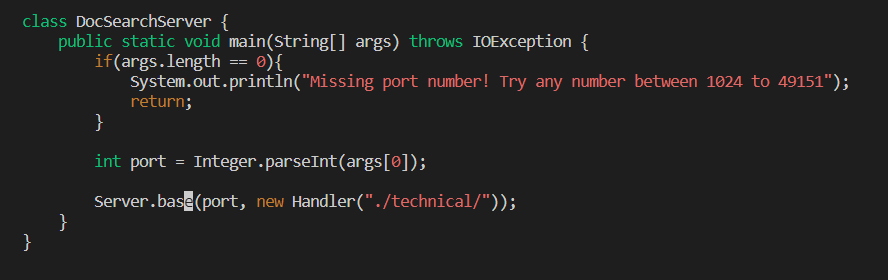 class DocSearchServer {
    public static void main(String[] args) throws IOException {
        if(args.length == 0){
            System.out.println("Missing port number! Try any number between 1024 to 49151");
            return;
        }

        int port = Integer.parseInt(args[0]);

        Server.base(port, new Handler("./technical/"));
    }
}